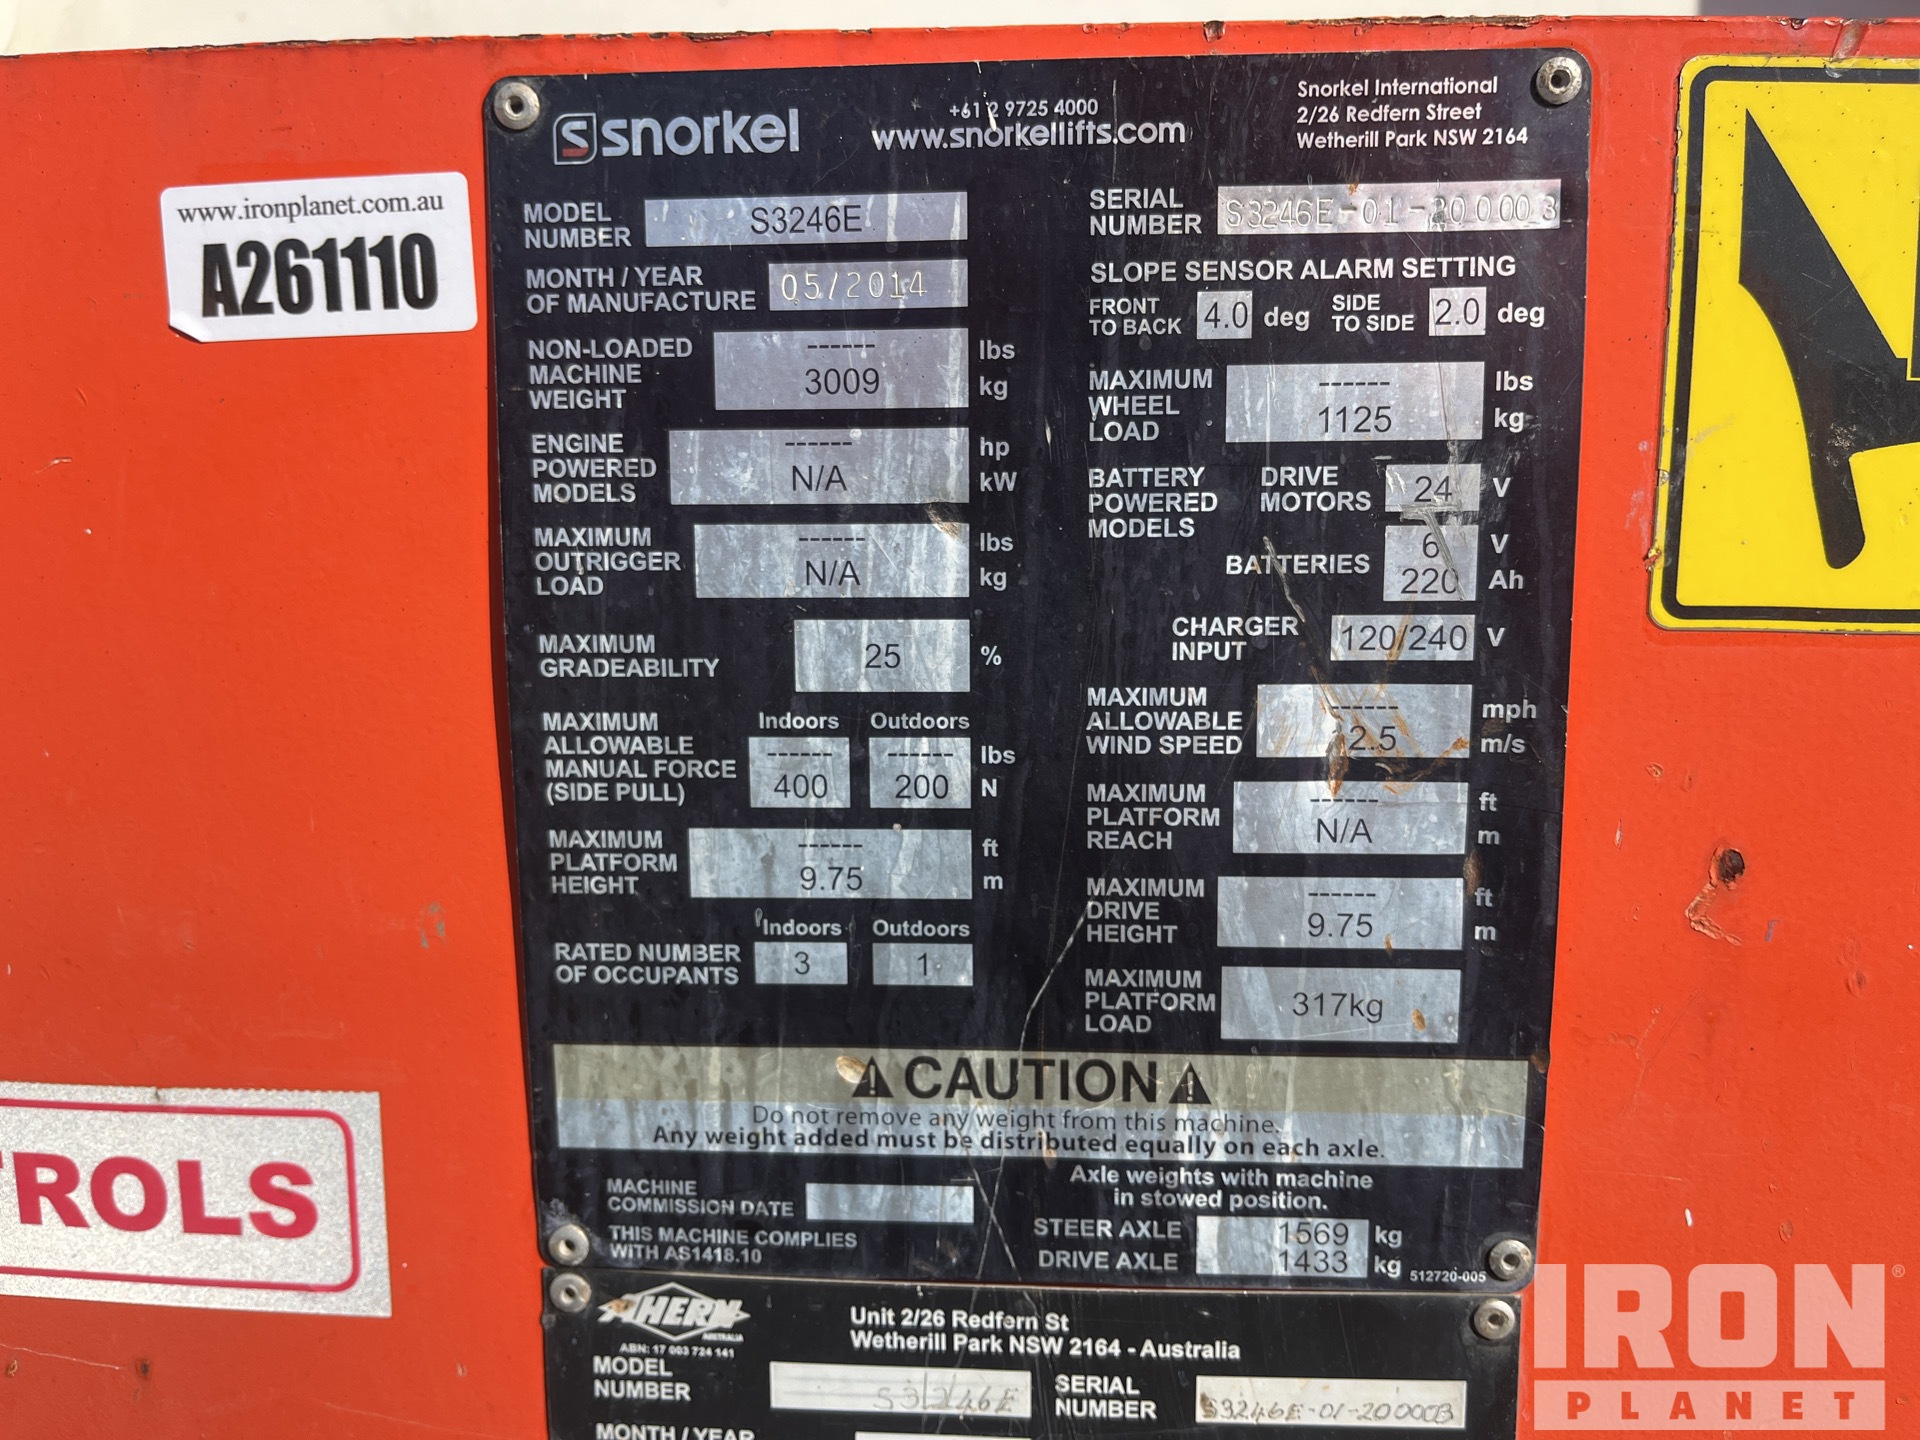 snorkel
+61 2 9725 4000
www.snorkellifts.com
Snorkel International
2/26 Redfern Street
Wetherill Park NSW 2164
www.ironplanet.com.au
A261110
MODEL
NUMBER
S3246E
MONTH / YEAR
OF MANUFACTURE
05/2014
NON-LOADED
MACHINE
WEIGHT
------ lbs
3009 kg
ENGINE
POWERED
MODELS
------ hp
N/A kW
MAXIMUM
OUTRIGGER
LOAD
------ lbs
N/A kg
MAXIMUM
GRADEABILITY
25 %
MAXIMUM
ALLOWABLE
MANUAL FORCE
(SIDE PULL)
Indoors Outdoors
------ ------ lbs
400 200 N
MAXIMUM
PLATFORM
HEIGHT
------ ft
9.75 m
RATED NUMBER
OF OCCUPANTS
Indoors Outdoors
3 1
SERIAL
NUMBER
S3246E-01-200003
SLOPE SENSOR ALARM SETTING
FRONT
TO BACK
4.0 deg
SIDE
TO SIDE
2.0 deg
MAXIMUM
WHEEL
LOAD
------ lbs
1125 kg
BATTERY
POWERED
MODELS
DRIVE
MOTORS
24 V
BATTERIES
6 V
220 Ah
CHARGER
INPUT
120/240 V
MAXIMUM
ALLOWABLE
WIND SPEED
------ mph
12.5 m/s
MAXIMUM
PLATFORM
REACH
------ ft
N/A m
MAXIMUM
DRIVE
HEIGHT
------ ft
9.75 m
MAXIMUM
PLATFORM
LOAD
317kg
CAUTION
Do not remove any weight from this machine.
Any weight added must be distributed equally on each axle.
MACHINE
COMMISSION DATE
THIS MACHINE COMPLIES
WITH AS1418.10
Axle weights with machine
in stowed position.
STEER AXLE 1569 kg
DRIVE AXLE 1433 kg
512720-005
TROLS
AHERN
AUSTRALIA
ABN: 17 003 724 141
Unit 2/26 Redfern St
Wetherill Park NSW 2164 - Australia
MODEL
NUMBER
S3246E
SERIAL
NUMBER
S3246E-01-200003
MONTH / YEAR
IRON
PLANET
®